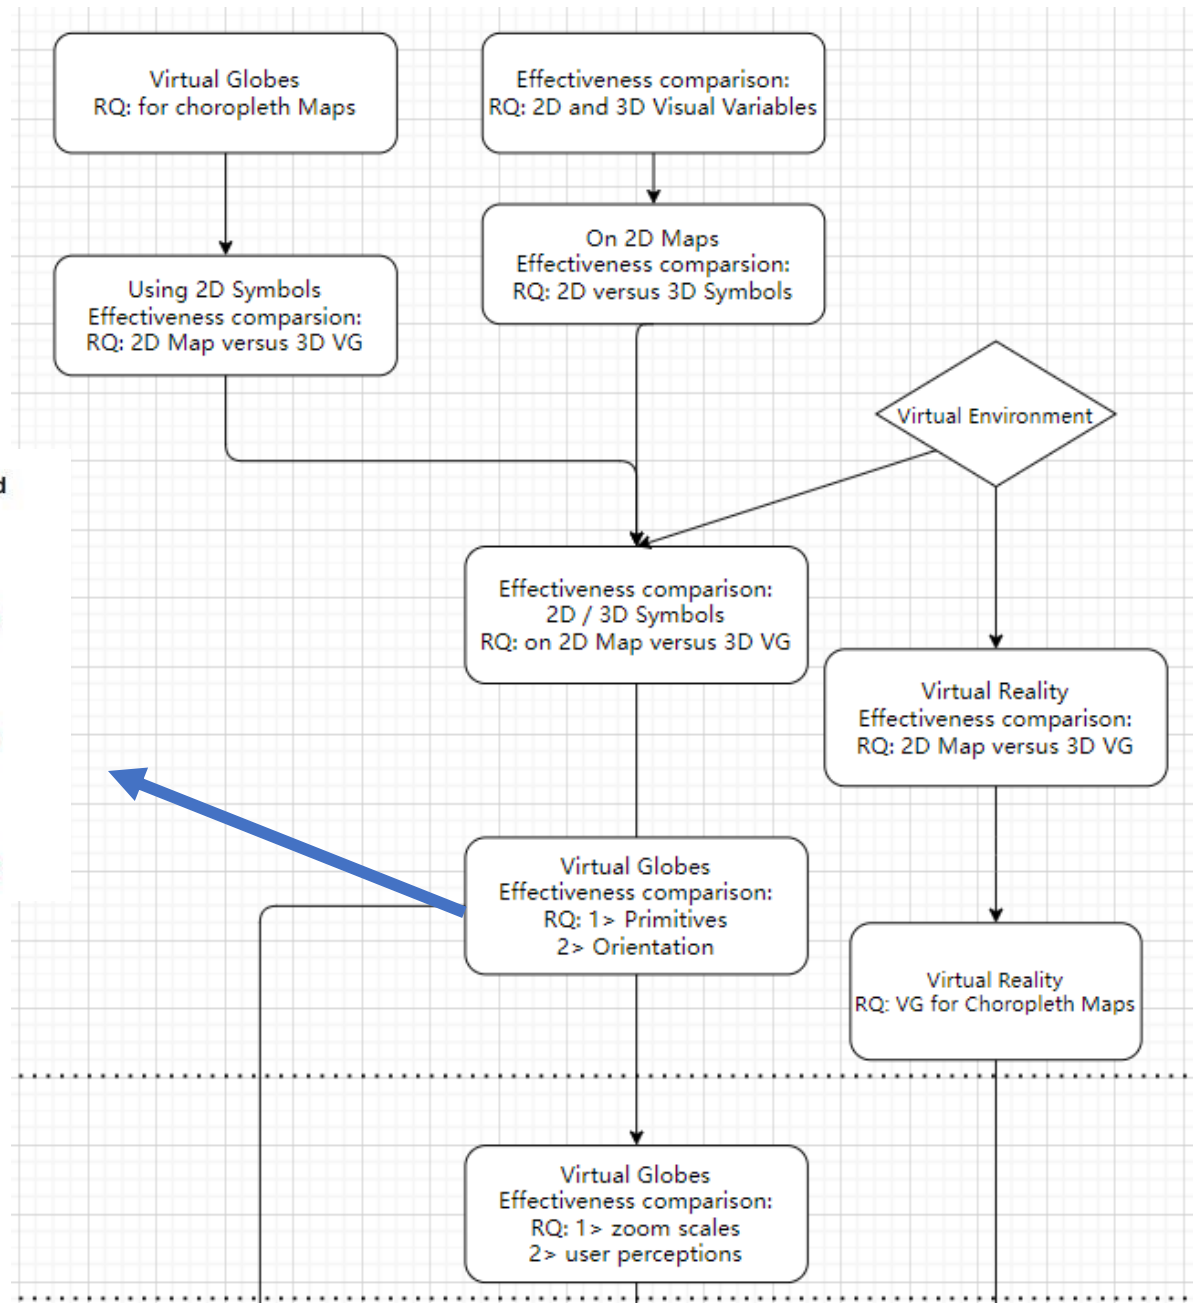 Virtual Globes
RQ: for choropleth Maps
Effectiveness comparison:
RQ: 2D and 3D Visual Variables
On 2D Maps
Effectiveness comparsion:
RQ: 2D versus 3D Symbols
Using 2D Symbols
Effectiveness comparsion:
RQ: 2D Map versus 3D VG
Virtual Environment
d
Effectiveness comparison:
2D / 3D Symbols
RQ: on 2D Map versus 3D VG
Virtual Reality
Effectiveness comparison:
RQ: 2D Map versus 3D VG
Virtual Globes
Effectiveness comparison:
RQ: 1> Primitives
2> Orientation
Virtual Reality
RQ: VG for Choropleth Maps
Virtual Globes
Effectiveness comparison:
RQ: 1> zoom scales
2> user perceptions